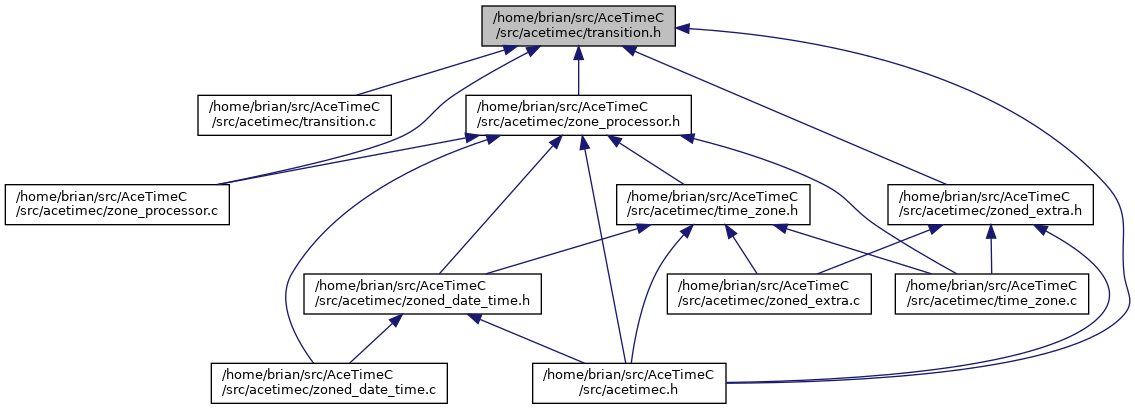 /home/brian/src/AceTimeC
/src/acetimec/transition.h
/home/brian/src/AceTimeC
/src/acetimec/transition.c
/home/brian/src/AceTimeC
/src/acetimec/zone_processor.h
/home/brian/src/AceTimeC
/src/acetimec/zone_processor.c
/home/brian/src/AceTimeC
/src/acetimec/time_zone.h
/home/brian/src/AceTimeC
/src/acetimec/zoned_extra.h
/home/brian/src/AceTimeC
/src/acetimec/zoned_date_time.h
/home/brian/src/AceTimeC
/src/acetimec/zoned_extra.c
/home/brian/src/AceTimeC
/src/acetimec/time_zone.c
/home/brian/src/AceTimeC
/src/acetimec/zoned_date_time.c
/home/brian/src/AceTimeC
/src/acetimec.h